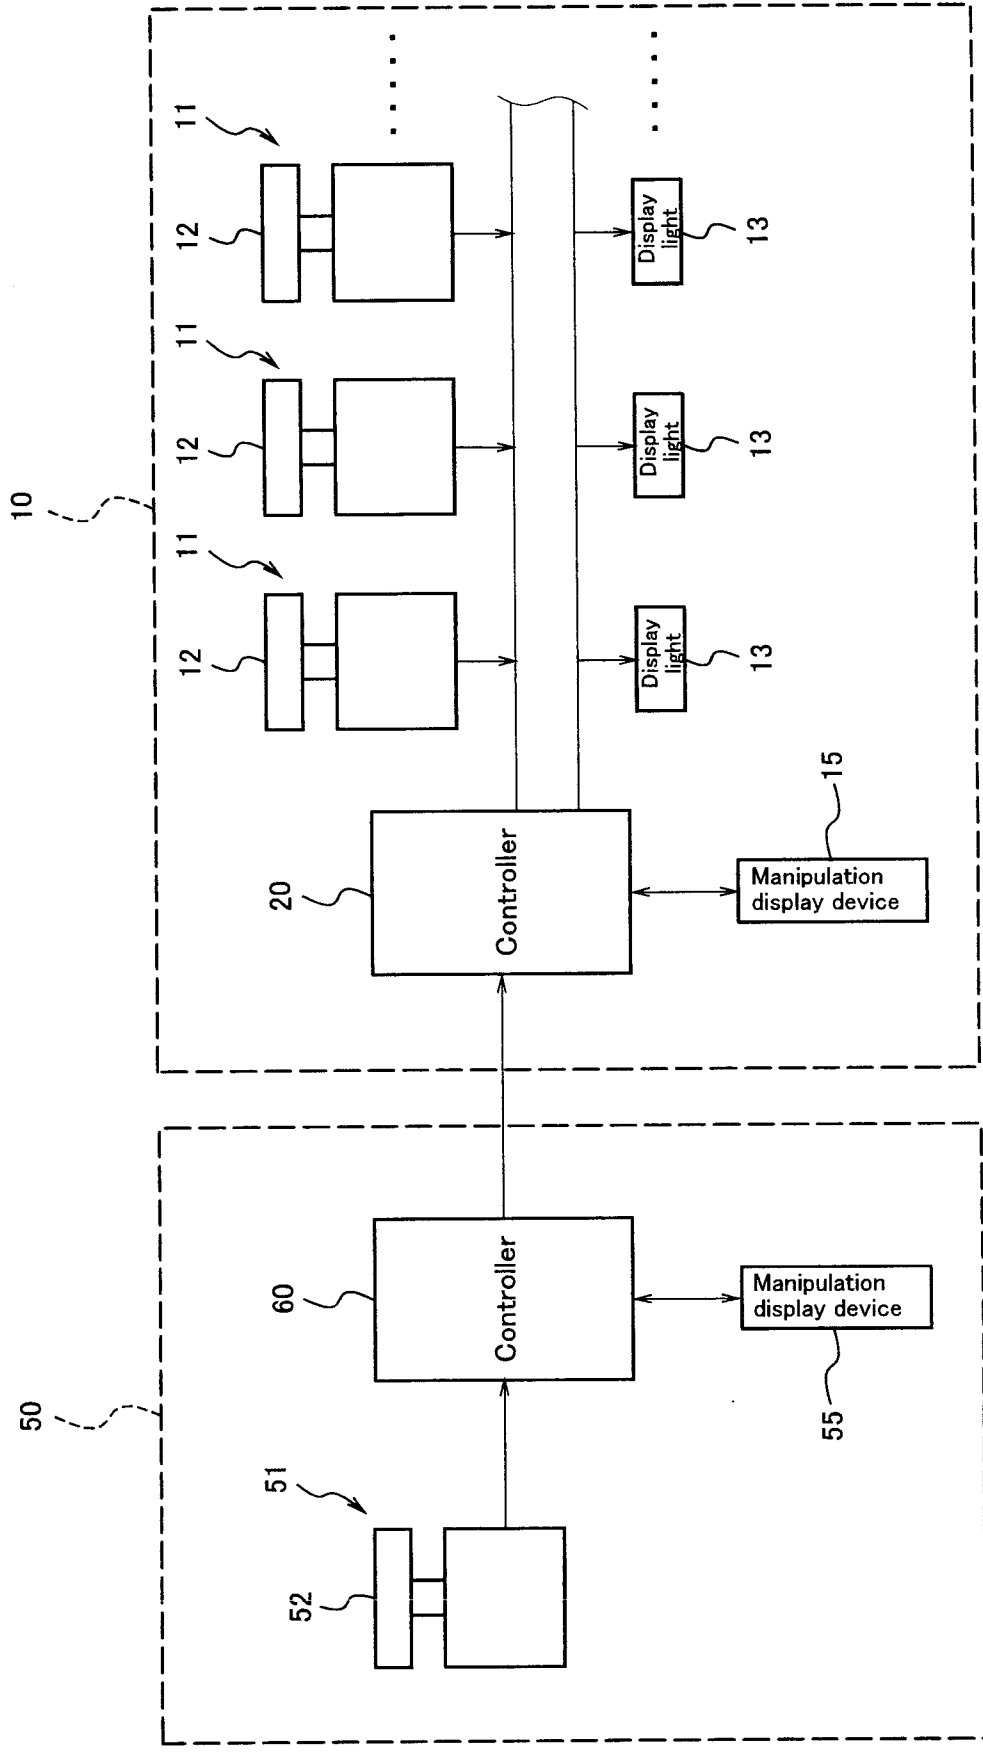 50
10
11
11
11
12
12
12
51
60
20
52
Controller
Controller
Display
light
Display
light
Display
light
13
13
13
Manipulation
display device
Manipulation
display device
55
15